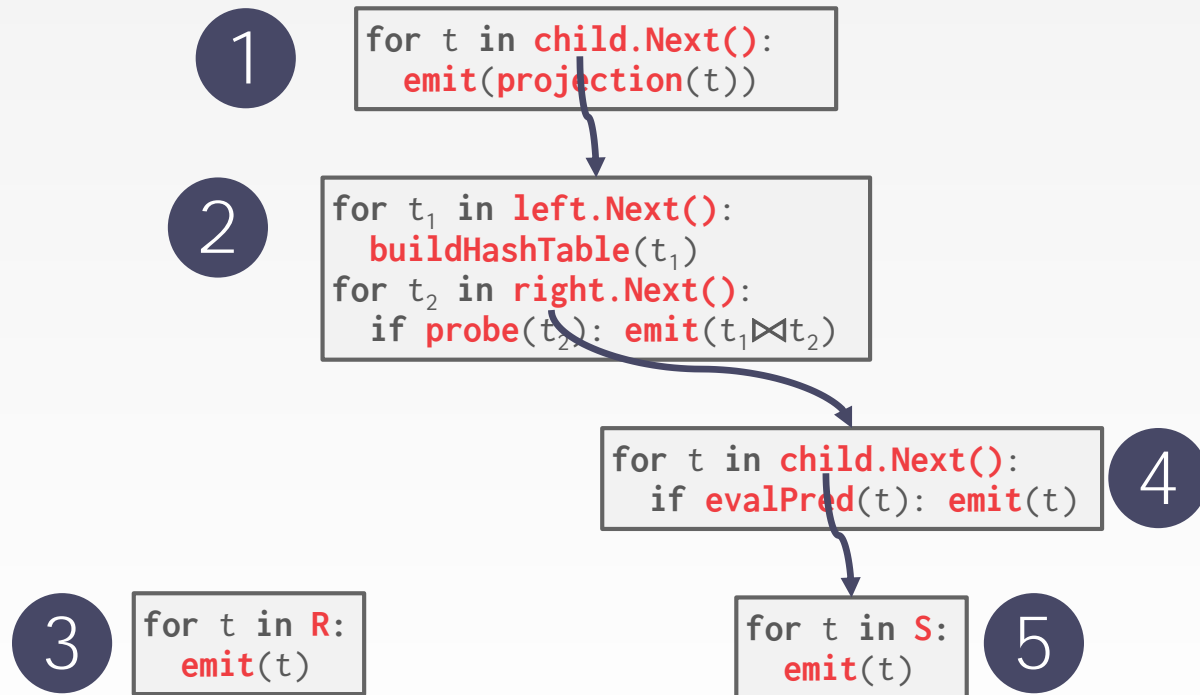 1
for t in child.Next():
  emit(projection(t))
2
for t₁ in left.Next():
  buildHashTable(t₁)
for t₂ in right.Next():
  if probe(t₂): emit(t₁⨝t₂)
for t in child.Next():
  if evalPred(t): emit(t)
4
3
for t in R:
  emit(t)
for t in S:
  emit(t)
5